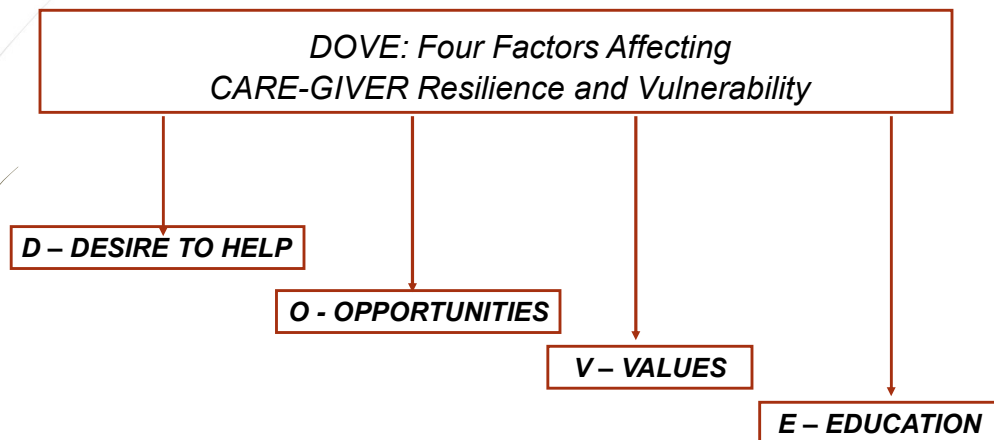 DOVE: Four Factors Affecting
CARE-GIVER Resilience and Vulnerability
D – DESIRE TO HELP
O - OPPORTUNITIES
V – VALUES
E – EDUCATION